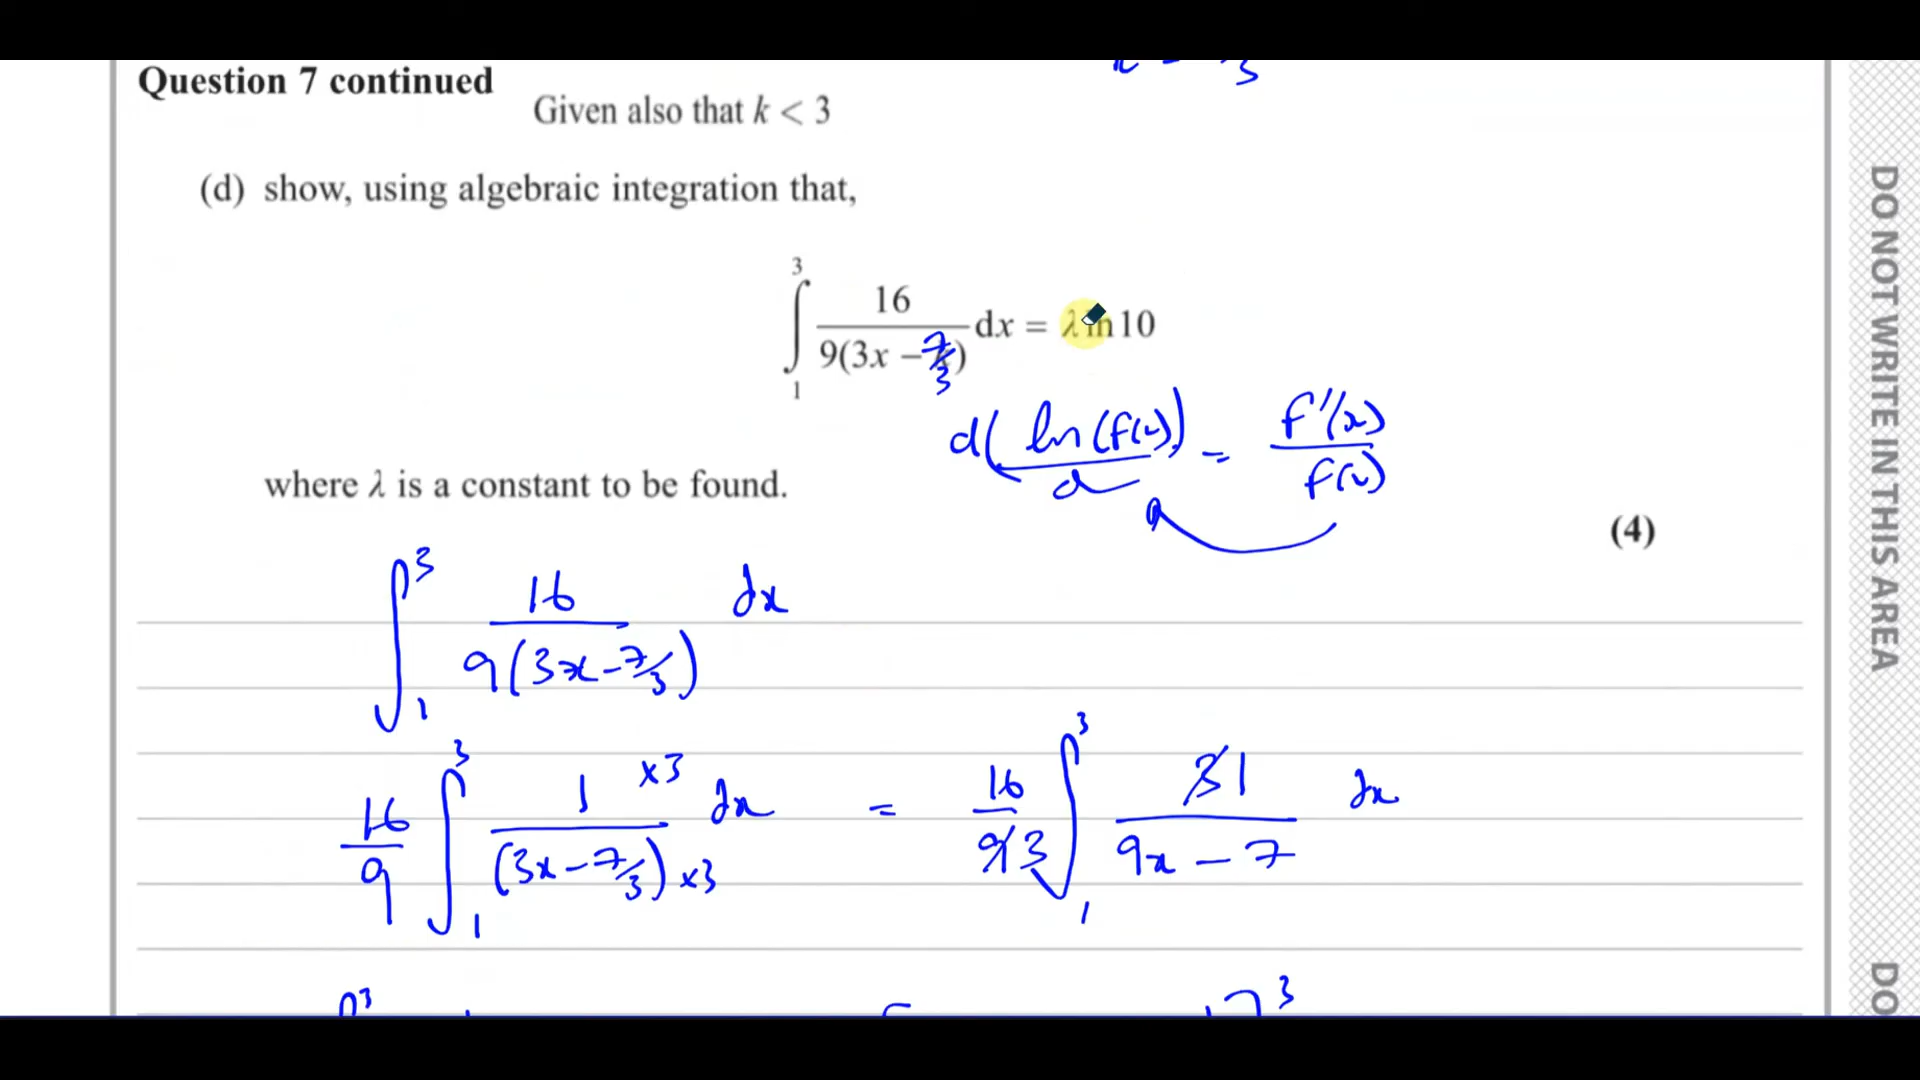 Question 7 continued
Given also that k < 3
(d) show, using algebraic integration that,
∫₁³ 16/9(3x − 7/3) dx = λ ln10
d(ln(f(x))/d = f'(x)/f(x)
where λ is a constant to be found.
(4)
∫₁³ 16/9(3x − 7/3) dx
16/9 ∫₁³ 1 ×3/(3x − 7/3) ×3 dx = 16/9 3 ∫₁³ 3 1/9x − 7 dx
DO NOT WRITE IN THIS AREA
DO